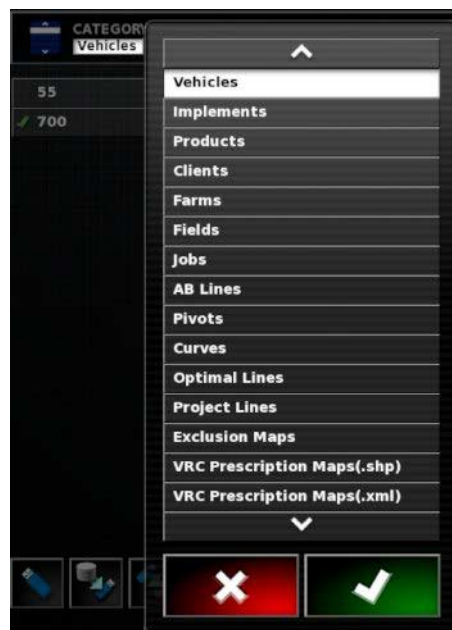 CATEGORY
Vehicles
55
700
Vehicles
Implements
Products
Clients
Farms
Fields
Jobs
AB Lines
Pivots
Curves
Optimal Lines
Project Lines
Exclusion Maps
VRC Prescription Maps(.shp)
VRC Prescription Maps(.xml)